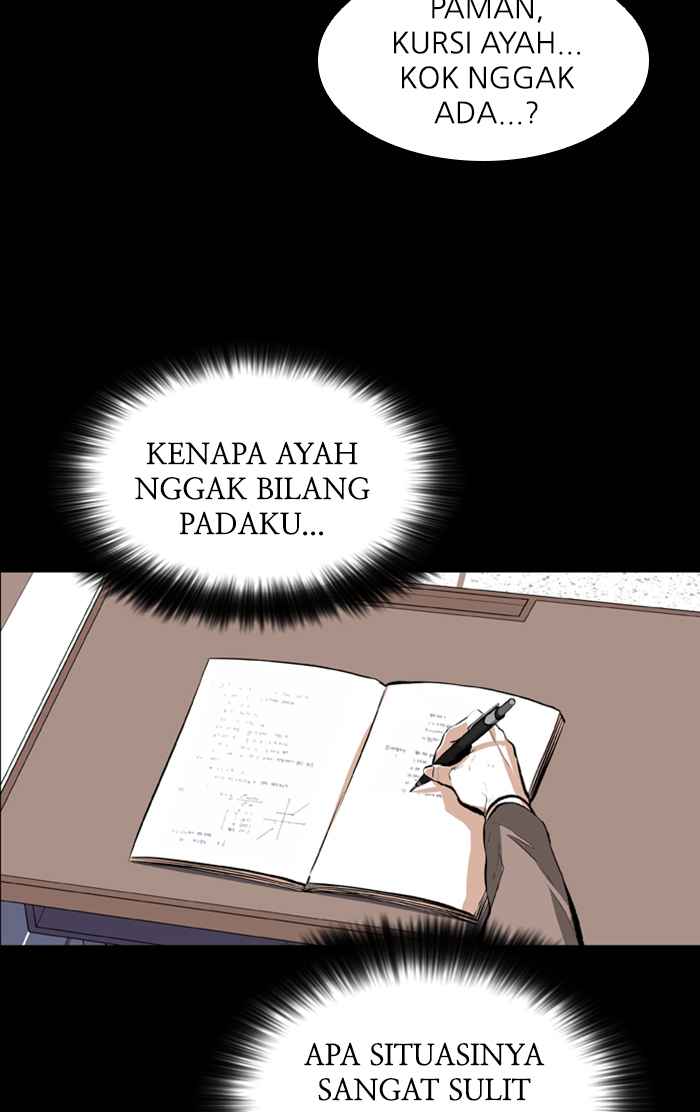 PAMAN,
KURSI AYAH...
KOK NGGAK
ADA...?
KENAPA AYAH
NGGAK BILANG
PADAKU...
APA SITUASINYA
SANGAT SULIT